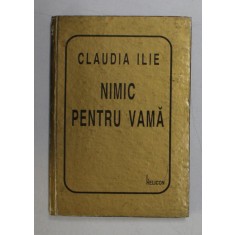 CLAUDIA ILIE
NIMIC
PENTRU VAMĂ
HELICON